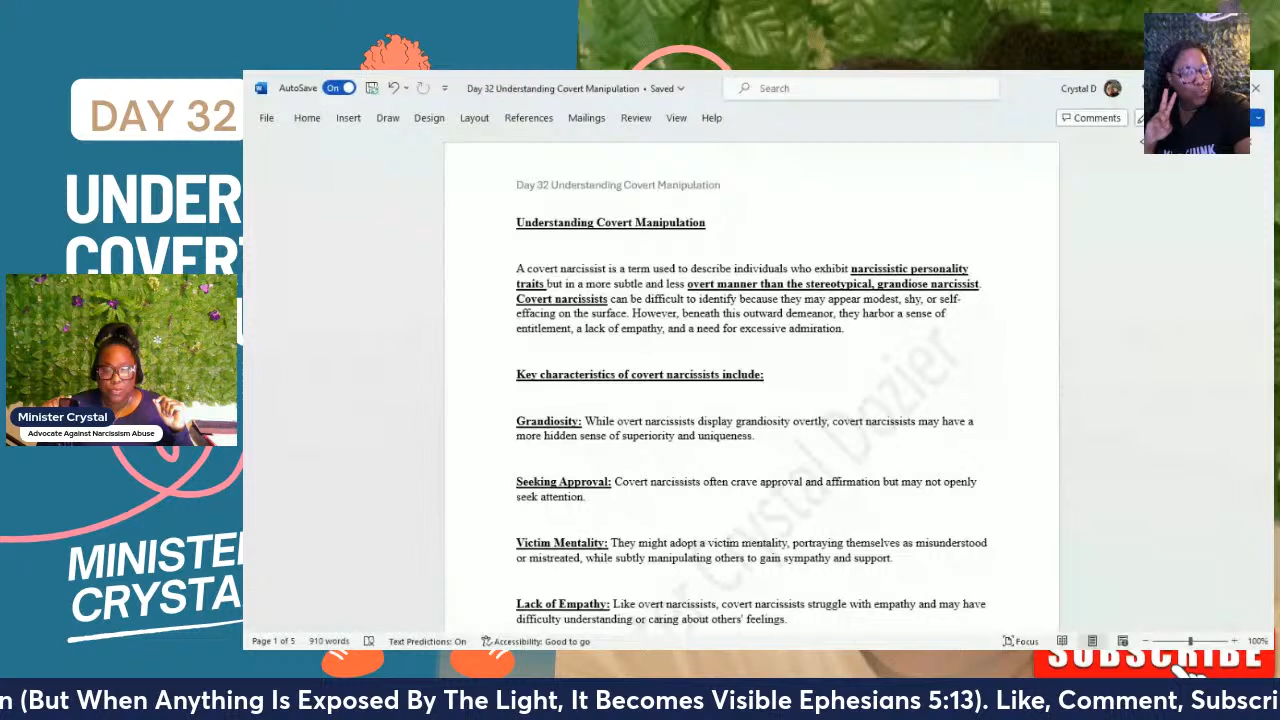 DAY 32
UNDER
COVERT
MINISTE
CRYSTA
Minister Crystal
Advocate Against Narcissism Abuse
AutoSave On Day 32 Understanding Covert Manipulation • Saved Search Crystal D
File Home Insert Draw Design Layout References Mailings Review View Help Comments
Day 32 Understanding Covert Manipulation
Understanding Covert Manipulation
A covert narcissist is a term used to describe individuals who exhibit narcissistic personality
traits but in a more subtle and less overt manner than the stereotypical, grandiose narcissist.
Covert narcissists can be difficult to identify because they may appear modest, shy, or self-
effacing on the surface. However, beneath this outward demeanor, they harbor a sense of
entitlement, a lack of empathy, and a need for excessive admiration.
Key characteristics of covert narcissists include:
Grandiosity: While overt narcissists display grandiosity overtly, covert narcissists may have a
more hidden sense of superiority and uniqueness.
Seeking Approval: Covert narcissists often crave approval and affirmation but may not openly
seek attention.
Victim Mentality: They might adopt a victim mentality, portraying themselves as misunderstood
or mistreated, while subtly manipulating others to gain sympathy and support.
Lack of Empathy: Like overt narcissists, covert narcissists struggle with empathy and may have
difficulty understanding or caring about others' feelings.
Crystal Dozier
Page 1 of 5 910 words Text Predictions: On Accessibility: Good to go Focus 100%
SUBSCRIBE
n (But When Anything Is Exposed By The Light, It Becomes Visible Ephesians 5:13). Like, Comment, Subscri